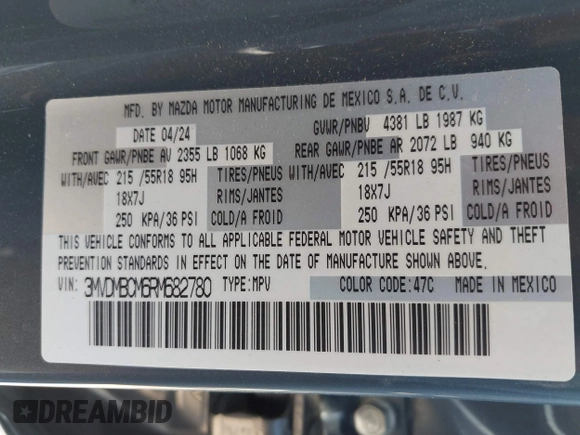 MFD. BY MAZDA MOTOR MANUFACTURING DE MEXICO S.A. DE C.V.
DATE 04/24 GVWR/PNBV 4381 LB 1987 KG
FRONT GAWR/PNBE AV 2355 LB 1068 KG REAR GAWR/PNBE AR 2072 LB 940 KG
WITH/AVEC 215 /55R18 95H TIRES/PNEUS WITH/AVEC 215 /55R18 95H TIRES/PNEUS
18X7J RIMS/JANTES 18X7J RIMS/JANTES
250 KPA/36 PSI COLD/A FROID 250 KPA/36 PSI COLD/A FROID
THIS VEHICLE CONFORMS TO ALL APPLICABLE FEDERAL MOTOR VEHICLE SAFETY AND THEFT
PREVENTION STANDARDS IN EFFECT ON THE DATE OF MANUFACTURE SHOWN ABOVE.
VIN: 3MVDMBCM6RM682780 TYPE:MPV COLOR CODE:47C MADE IN MEXICO
DREAMBID